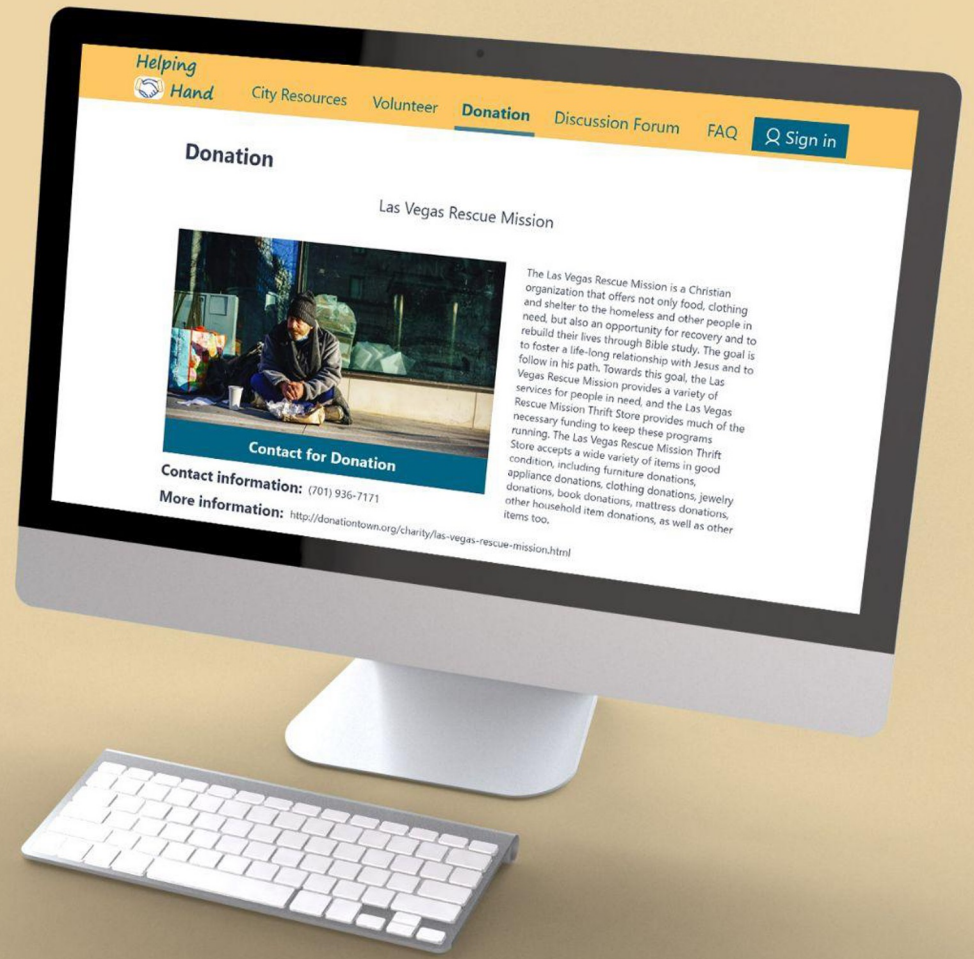 Helping
Hand
City Resources
Volunteer
Donation
Discussion Forum
FAQ
Sign in
Donation
Las Vegas Rescue Mission
Contact for Donation
Contact information: (701) 936-7171
More information: http://donationtown.org/charity/las-vegas-rescue-mission.html
The Las Vegas Rescue Mission is a Christian
organization that offers not only food, clothing
and shelter to the homeless and other people in
need, but also an opportunity for recovery and to
rebuild their lives through Bible study. The goal is
to foster a life-long relationship with Jesus and to
follow in his path. Towards this goal, the Las
Vegas Rescue Mission provides a variety of
services for people in need, and the Las Vegas
Rescue Mission Thrift Store provides much of the
necessary funding to keep these programs
running. The Las Vegas Rescue Mission Thrift
Store accepts a wide variety of items in good
condition, including furniture donations,
appliance donations, clothing donations, jewelry
donations, book donations, mattress donations,
other household item donations, as well as other
items too.